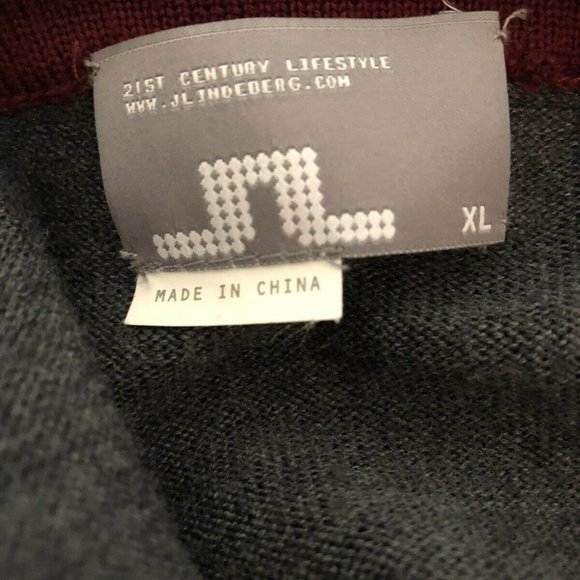 21ST CENTURY LIFESTYLE
WWW.JLINDEBERG.COM
XL
MADE IN CHINA